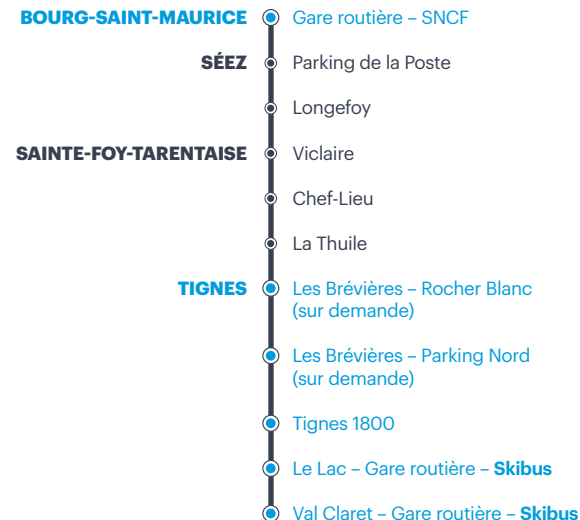 BOURG-SAINT-MAURICE Gare routière – SNCF
SÉEZ Parking de la Poste
Longefoy
SAINTE-FOY-TARENTAISE Viclaire
Chef-Lieu
La Thuile
TIGNES Les Brévières – Rocher Blanc
(sur demande)
Les Brévières – Parking Nord
(sur demande)
Tignes 1800
Le Lac – Gare routière – Skibus
Val Claret – Gare routière – Skibus